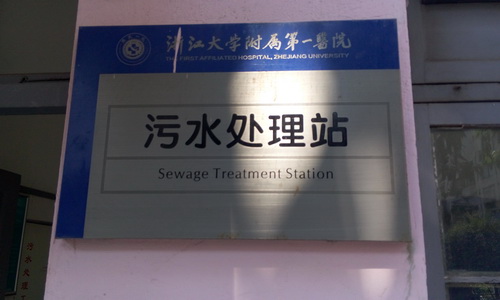 浙江大学附属第一醫院
THE FIRST AFFILIATED HOSPITAL, ZHEJIANG UNIVERSITY
污水处理站
Sewage Treatment Station